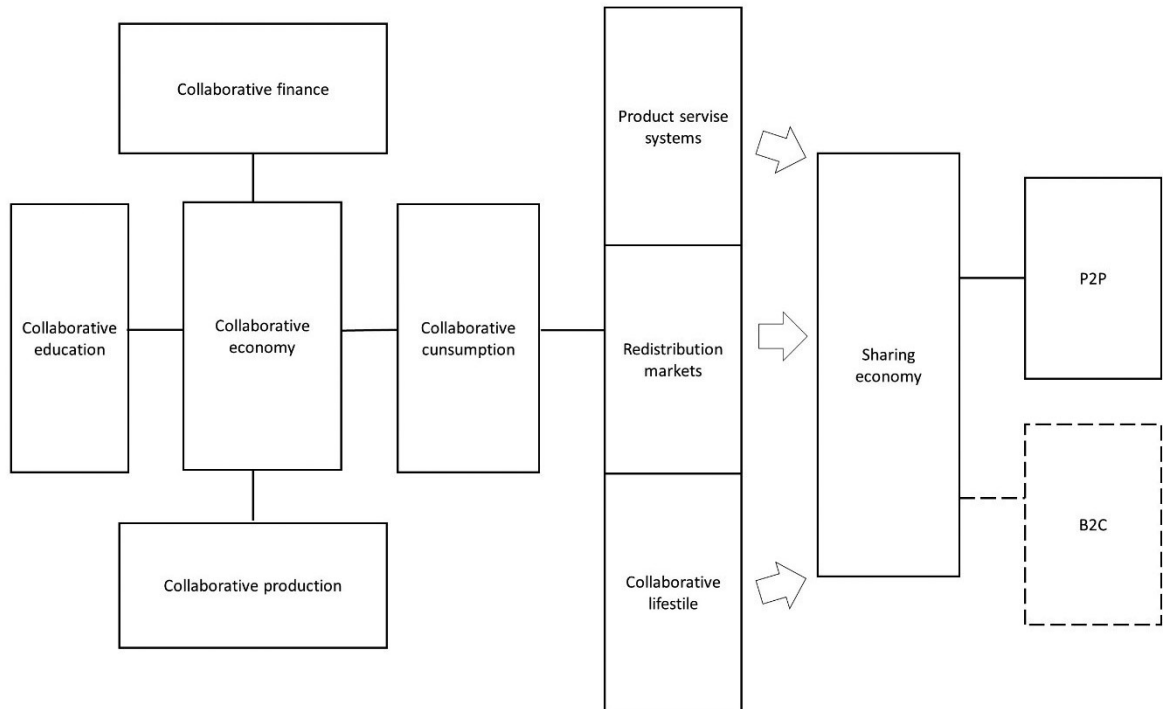 Collaborative finance
Collaborative
education
Collaborative
economy
Collaborative
cunsumption
Collaborative production
Product servise
systems
Redistribution
markets
Collaborative
lifestile
Sharing
economy
P2P
B2C